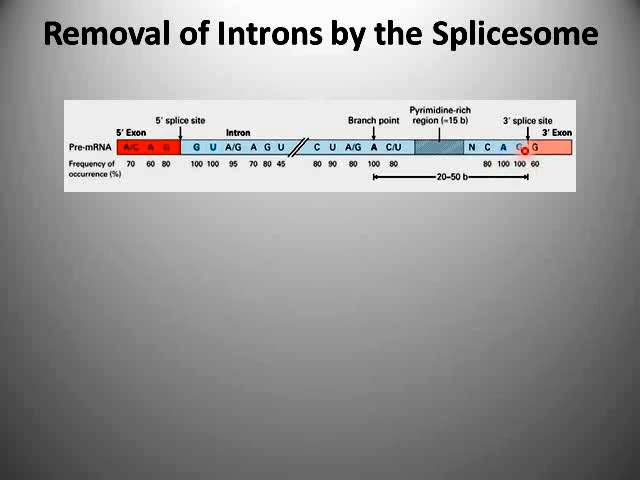 Removal of Introns by the Splicesome
Pyrimidine-rich
region (≈15 b)
5′ splice site
Branch point
3′ splice site
5′ Exon
Intron
3′ Exon
Pre-mRNA A/C A G G U A/G A G U C U A/G A C/U N C A G G
Frequency of
occurrence (%)
70 60 80 100 100 95 70 80 45 80 90 80 100 80 80 100 100 60
20–50 b